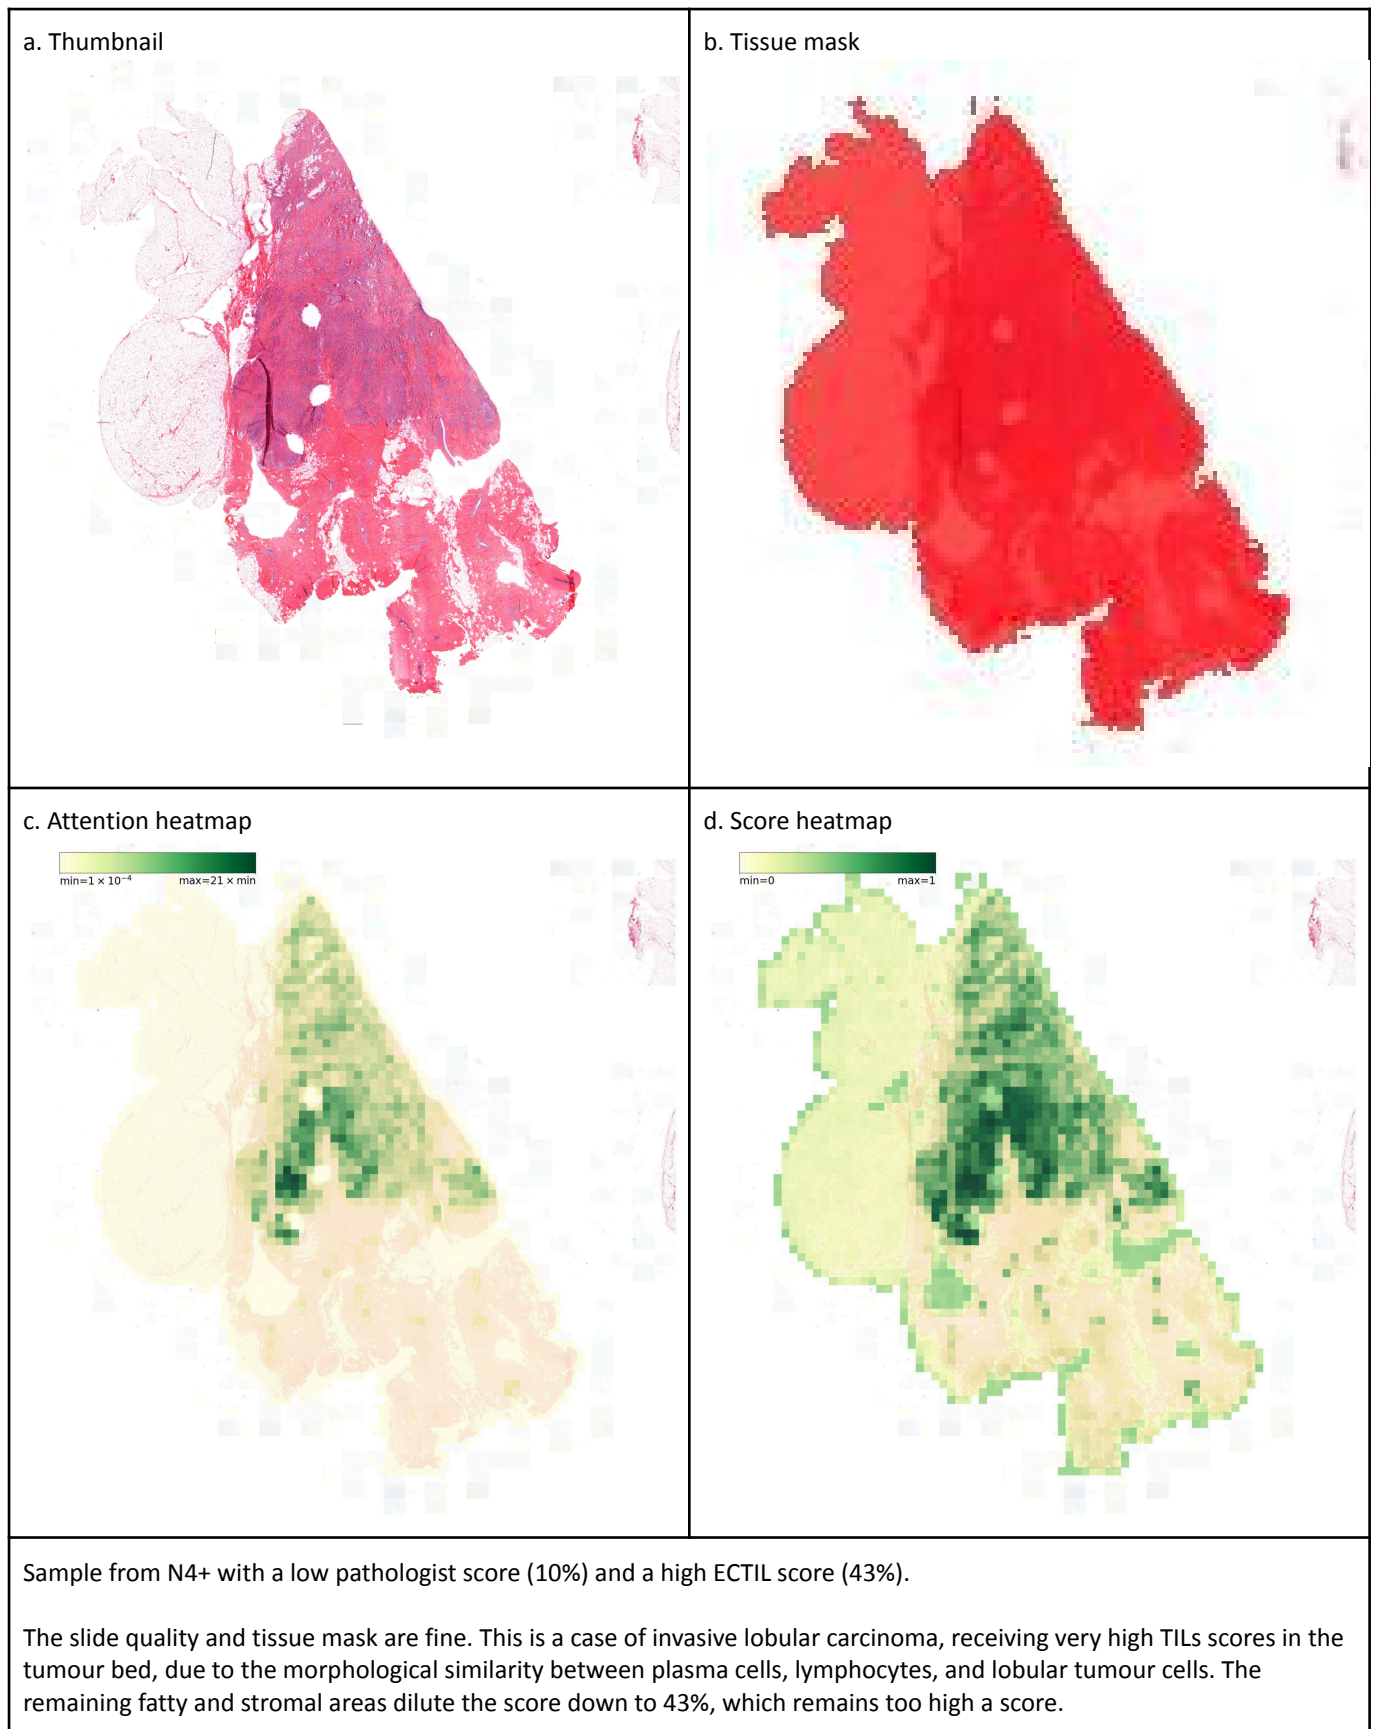 a. Thumbnail
b. Tissue mask
c. Attention heatmap
min=1 × 10⁻⁴
max=21 × min
d. Score heatmap
min=0
max=1
Sample from N4+ with a low pathologist score (10%) and a high ECTIL score (43%).
The slide quality and tissue mask are fine. This is a case of invasive lobular carcinoma, receiving very high TILs scores in the
tumour bed, due to the morphological similarity between plasma cells, lymphocytes, and lobular tumour cells. The
remaining fatty and stromal areas dilute the score down to 43%, which remains too high a score.